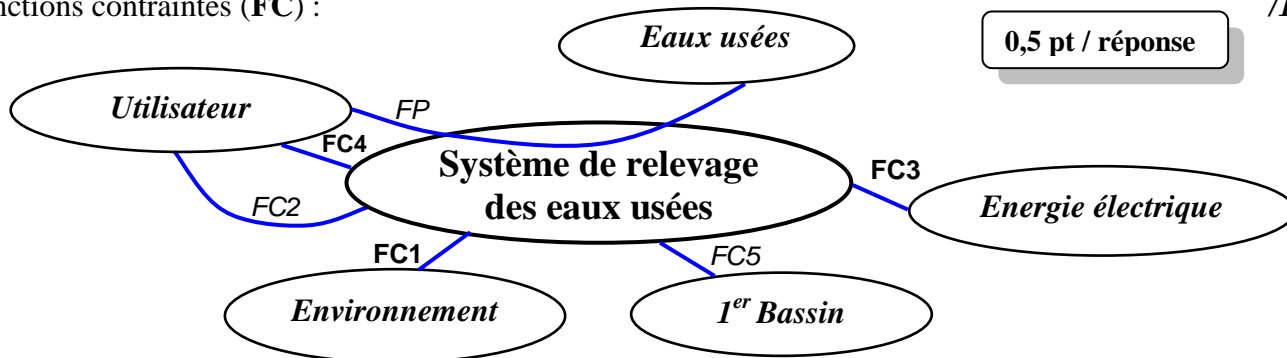 nctions contraintes (FC) :
Eaux usées
0,5 pt / réponse
Utilisateur
FP
FC4
Système de relevage
des eaux usées
FC3
FC2
Energie électrique
FC1
FC5
Environnement
1er Bassin